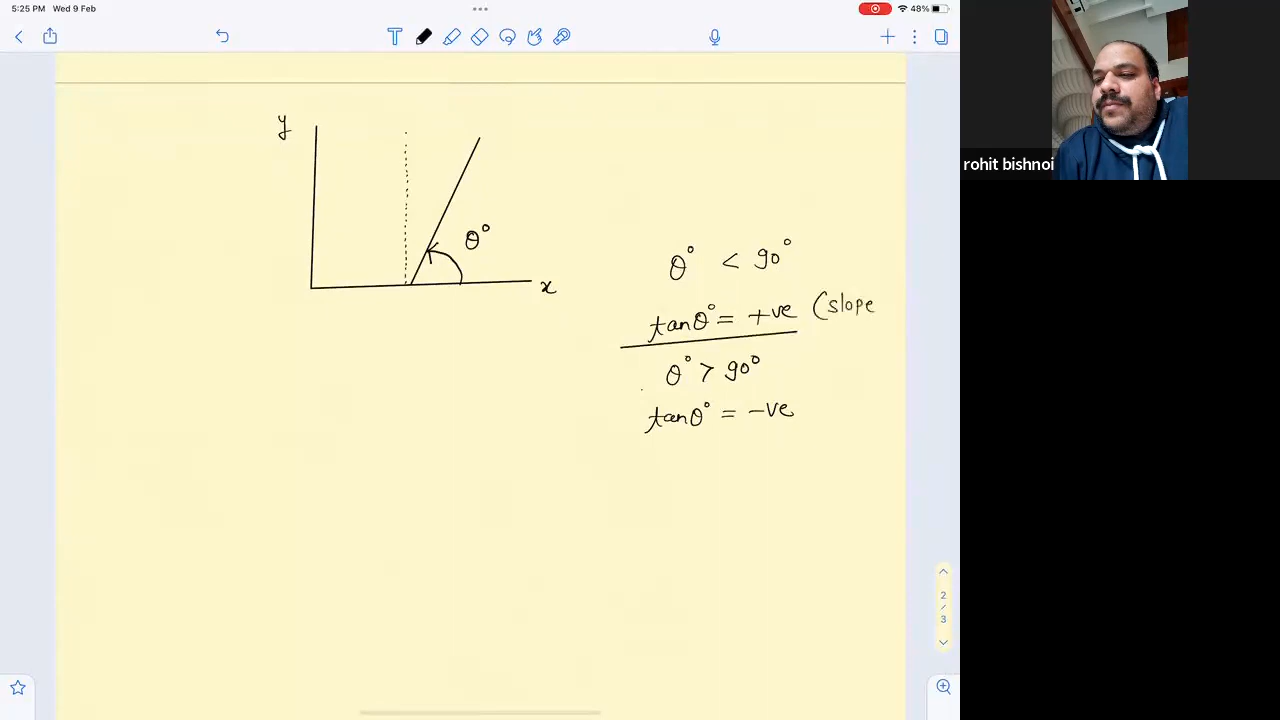 5:25 PM Wed 9 Feb
48%
T
rohit bishnoi
y
θ°
x
θ° < 90°
tanθ° = +ve (slope
θ° > 90°
tanθ° = -ve
2
/
3